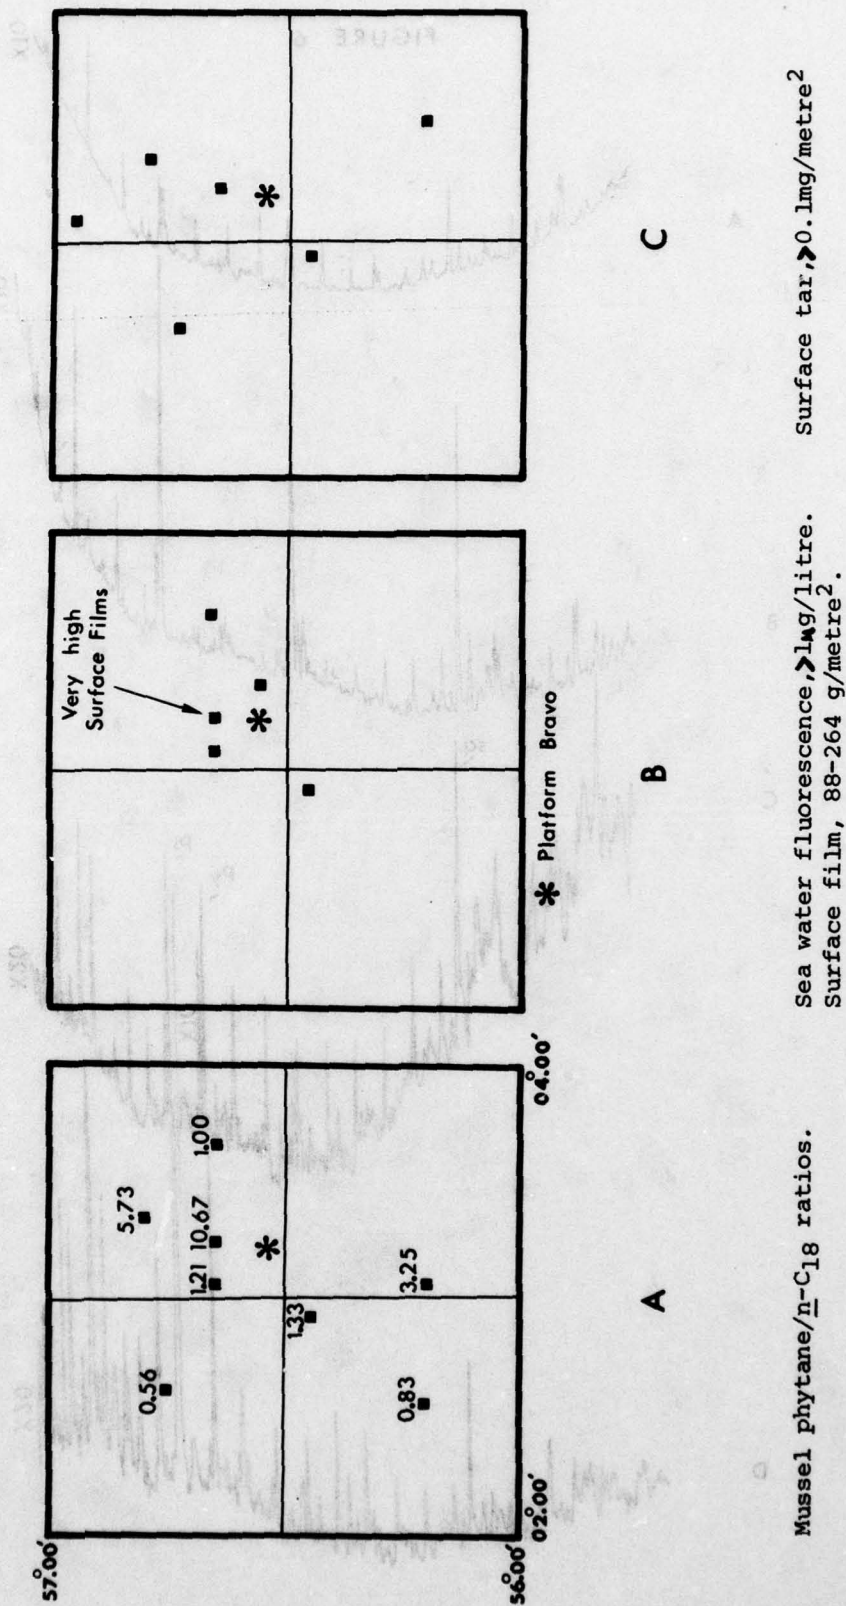 57°.00'
56°.00'
02°.00'
04°.00'
5.73
0.56
1.21 10.67
1.00
1.33
3.25
0.83
A
Very high
Surface Films
* Platform Bravo
B
C
Mussel phytane/n-C18 ratios.
Sea water fluorescence,>1μg/litre.
Surface film, 88-264 g/metre².
Surface tar,>0.1mg/metre²